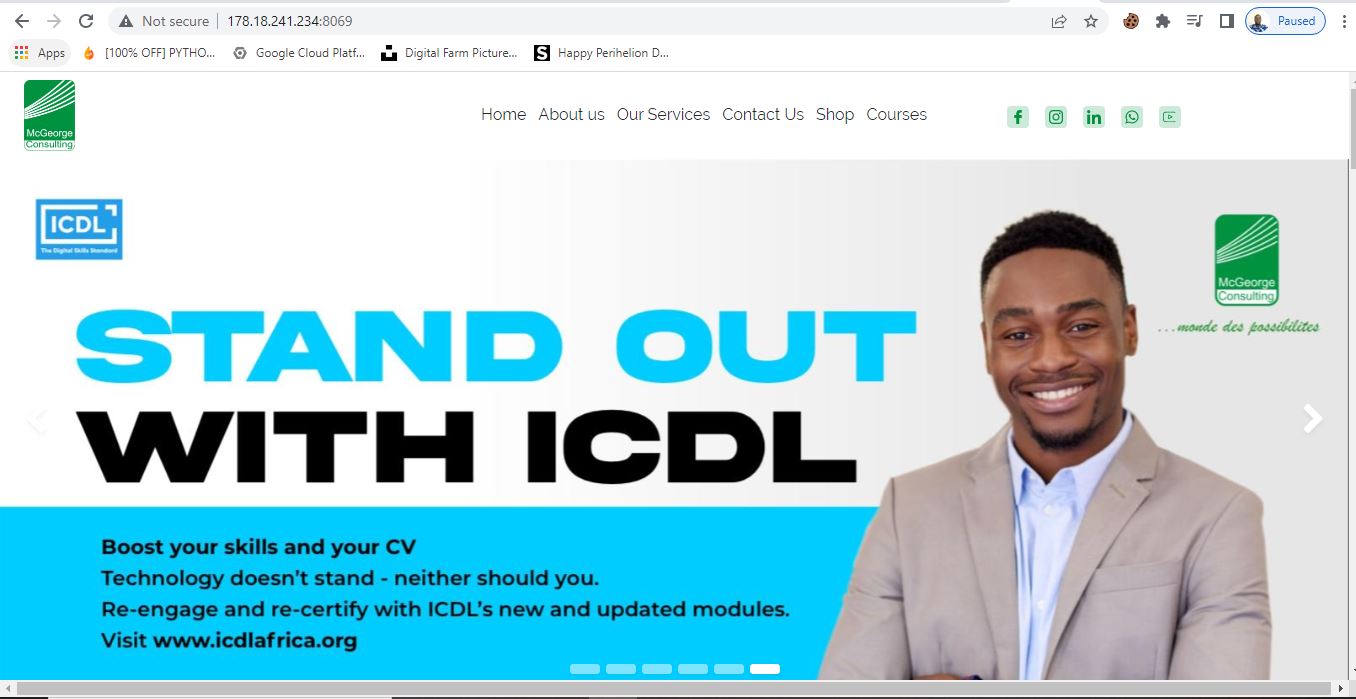 Not secure | 178.18.241.234:8069
Paused
Apps
[100% OFF] PYTHO...
Google Cloud Platf...
Digital Farm Picture...
Happy Perihelion D...
McGeorge
Consulting
Home About us Our Services Contact Us Shop Courses
ICDL
The Digital Skills Standard
McGeorge
Consulting
...monde des possibilites
STAND OUT
WITH ICDL
Boost your skills and your CV
Technology doesn't stand - neither should you.
Re-engage and re-certify with ICDL's new and updated modules.
Visit www.icdlafrica.org